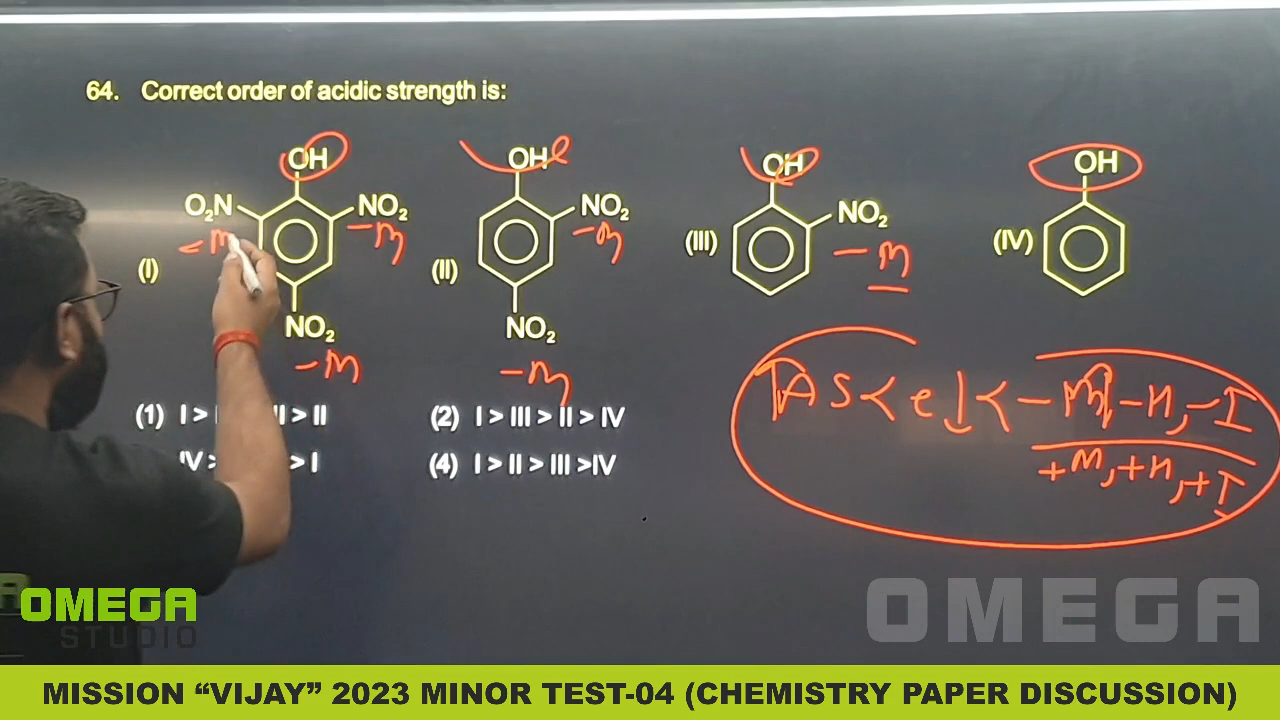 64. Correct order of acidic strength is:
OH OH OH OH
O₂N NO₂ NO₂ NO₂
-M -M -M -M
(I) (II) (III) (IV)
NO₂ NO₂
-M -M
(1) I > II > II
(2) I > III > II > IV
IV > > I
(4) I > II > III >IV
-M, -H, -I
+M, +H, +I
OMEGA
STUDIO
OMEGA
MISSION “VIJAY” 2023 MINOR TEST-04 (CHEMISTRY PAPER DISCUSSION)